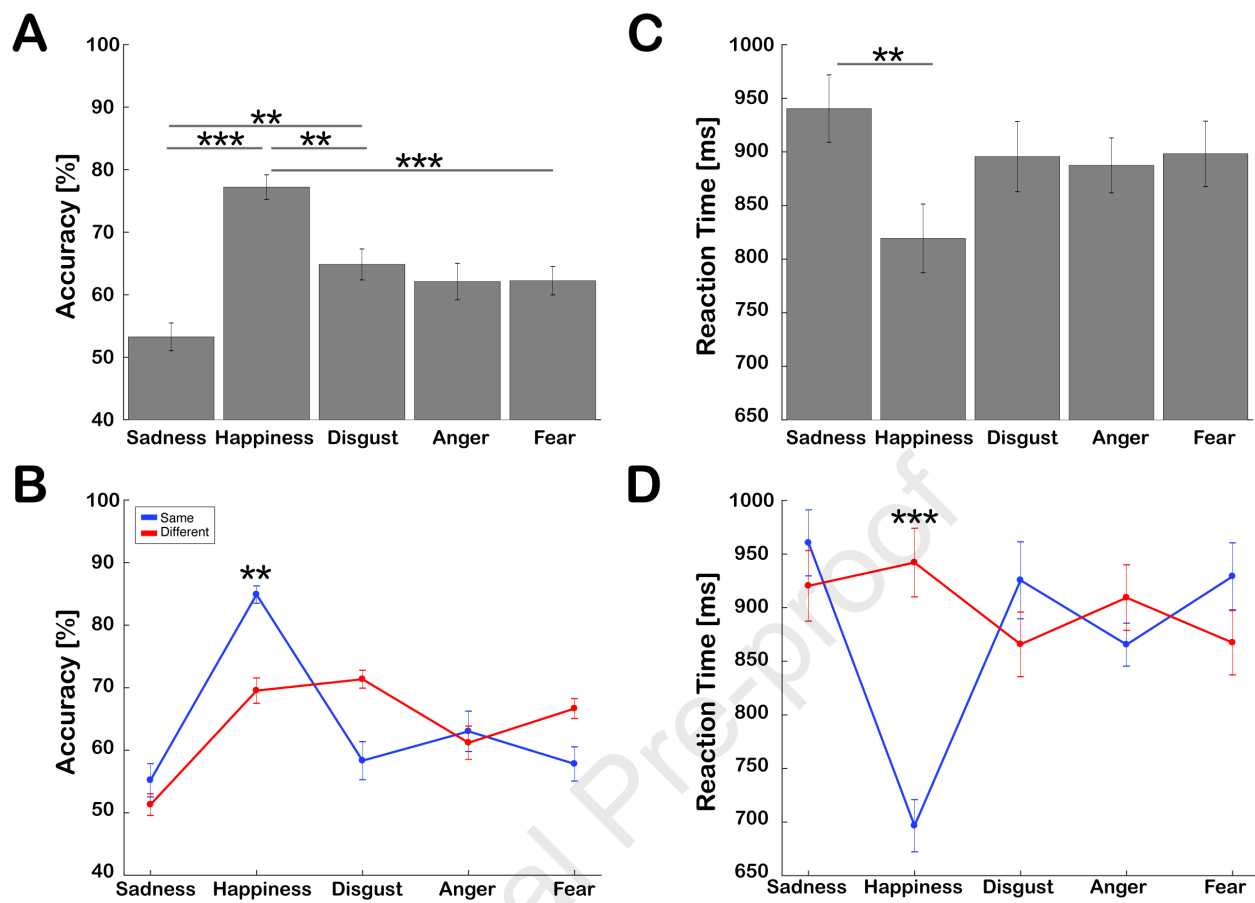 A
Accuracy [%]
100
90
80
70
60
50
40
**
***
**
***
Sadness Happiness Disgust Anger Fear
C
Reaction Time [ms]
1000
950
900
850
800
750
700
650
**
Sadness Happiness Disgust Anger Fear
B
Accuracy [%]
100
90
80
70
60
50
40
Same
Different
**
Sadness Happiness Disgust Anger Fear
D
Reaction Time [ms]
1000
950
900
850
800
750
700
650
***
Sadness Happiness Disgust Anger Fear
al Pre-proof